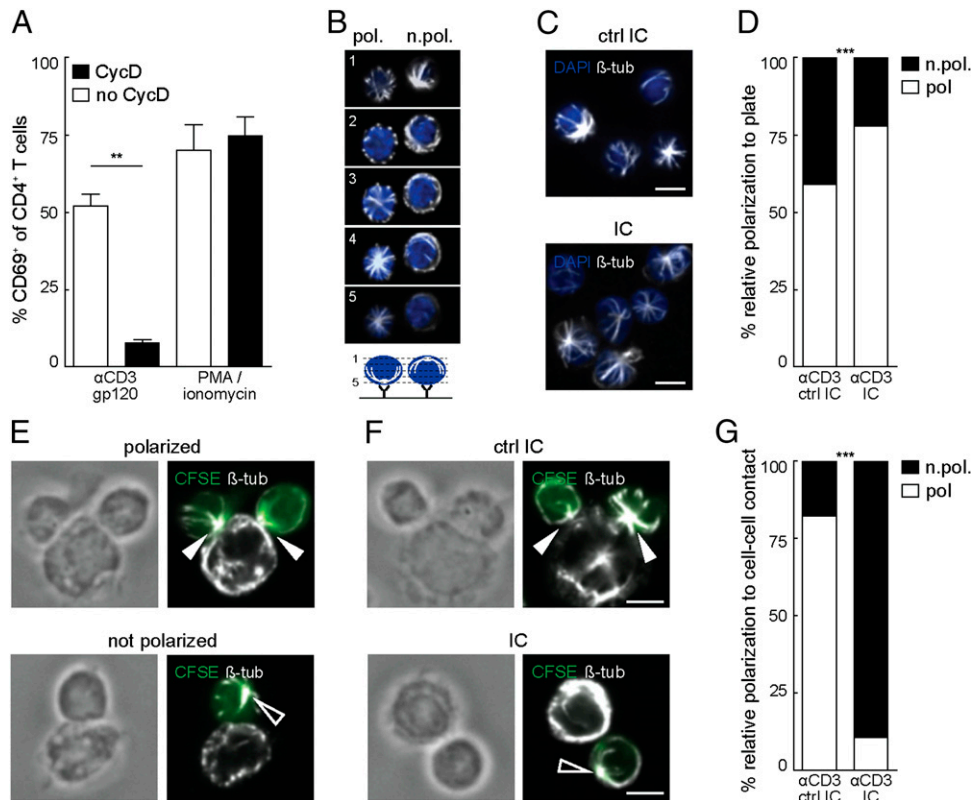 A
100
75
50
25
0
% CD69+ of CD4+ T cells
CycD
no CycD
**
αCD3
gp120
PMA /
ionomycin
B
pol. n.pol.
1
2
3
4
5
1
5
C
ctrl IC
DAPI ß-tub
IC
DAPI ß-tub
D
***
n.pol.
pol
% relative polarization to plate
100
75
50
25
0
αCD3
ctrl IC
αCD3
IC
E
polarized
CFSE ß-tub
not polarized
CFSE ß-tub
F
ctrl IC
CFSE ß-tub
IC
CFSE ß-tub
G
***
n.pol.
pol
% relative polarization to cell-cell contact
100
75
50
25
0
αCD3
ctrl IC
αCD3
IC